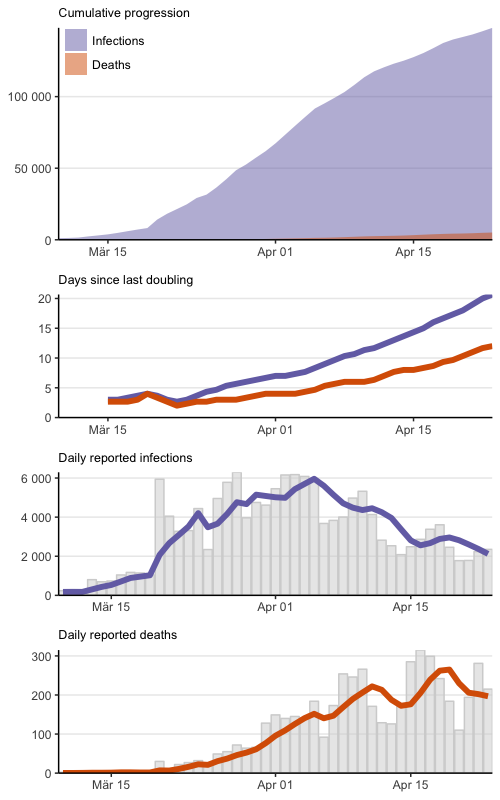 Cumulative progression
Infections
Deaths
100 000
50 000
0
Mär 15 Apr 01 Apr 15
Days since last doubling
20
15
10
5
0
Mär 15 Apr 01 Apr 15
Daily reported infections
6 000
4 000
2 000
0
Mär 15 Apr 01 Apr 15
Daily reported deaths
300
200
100
0
Mär 15 Apr 01 Apr 15